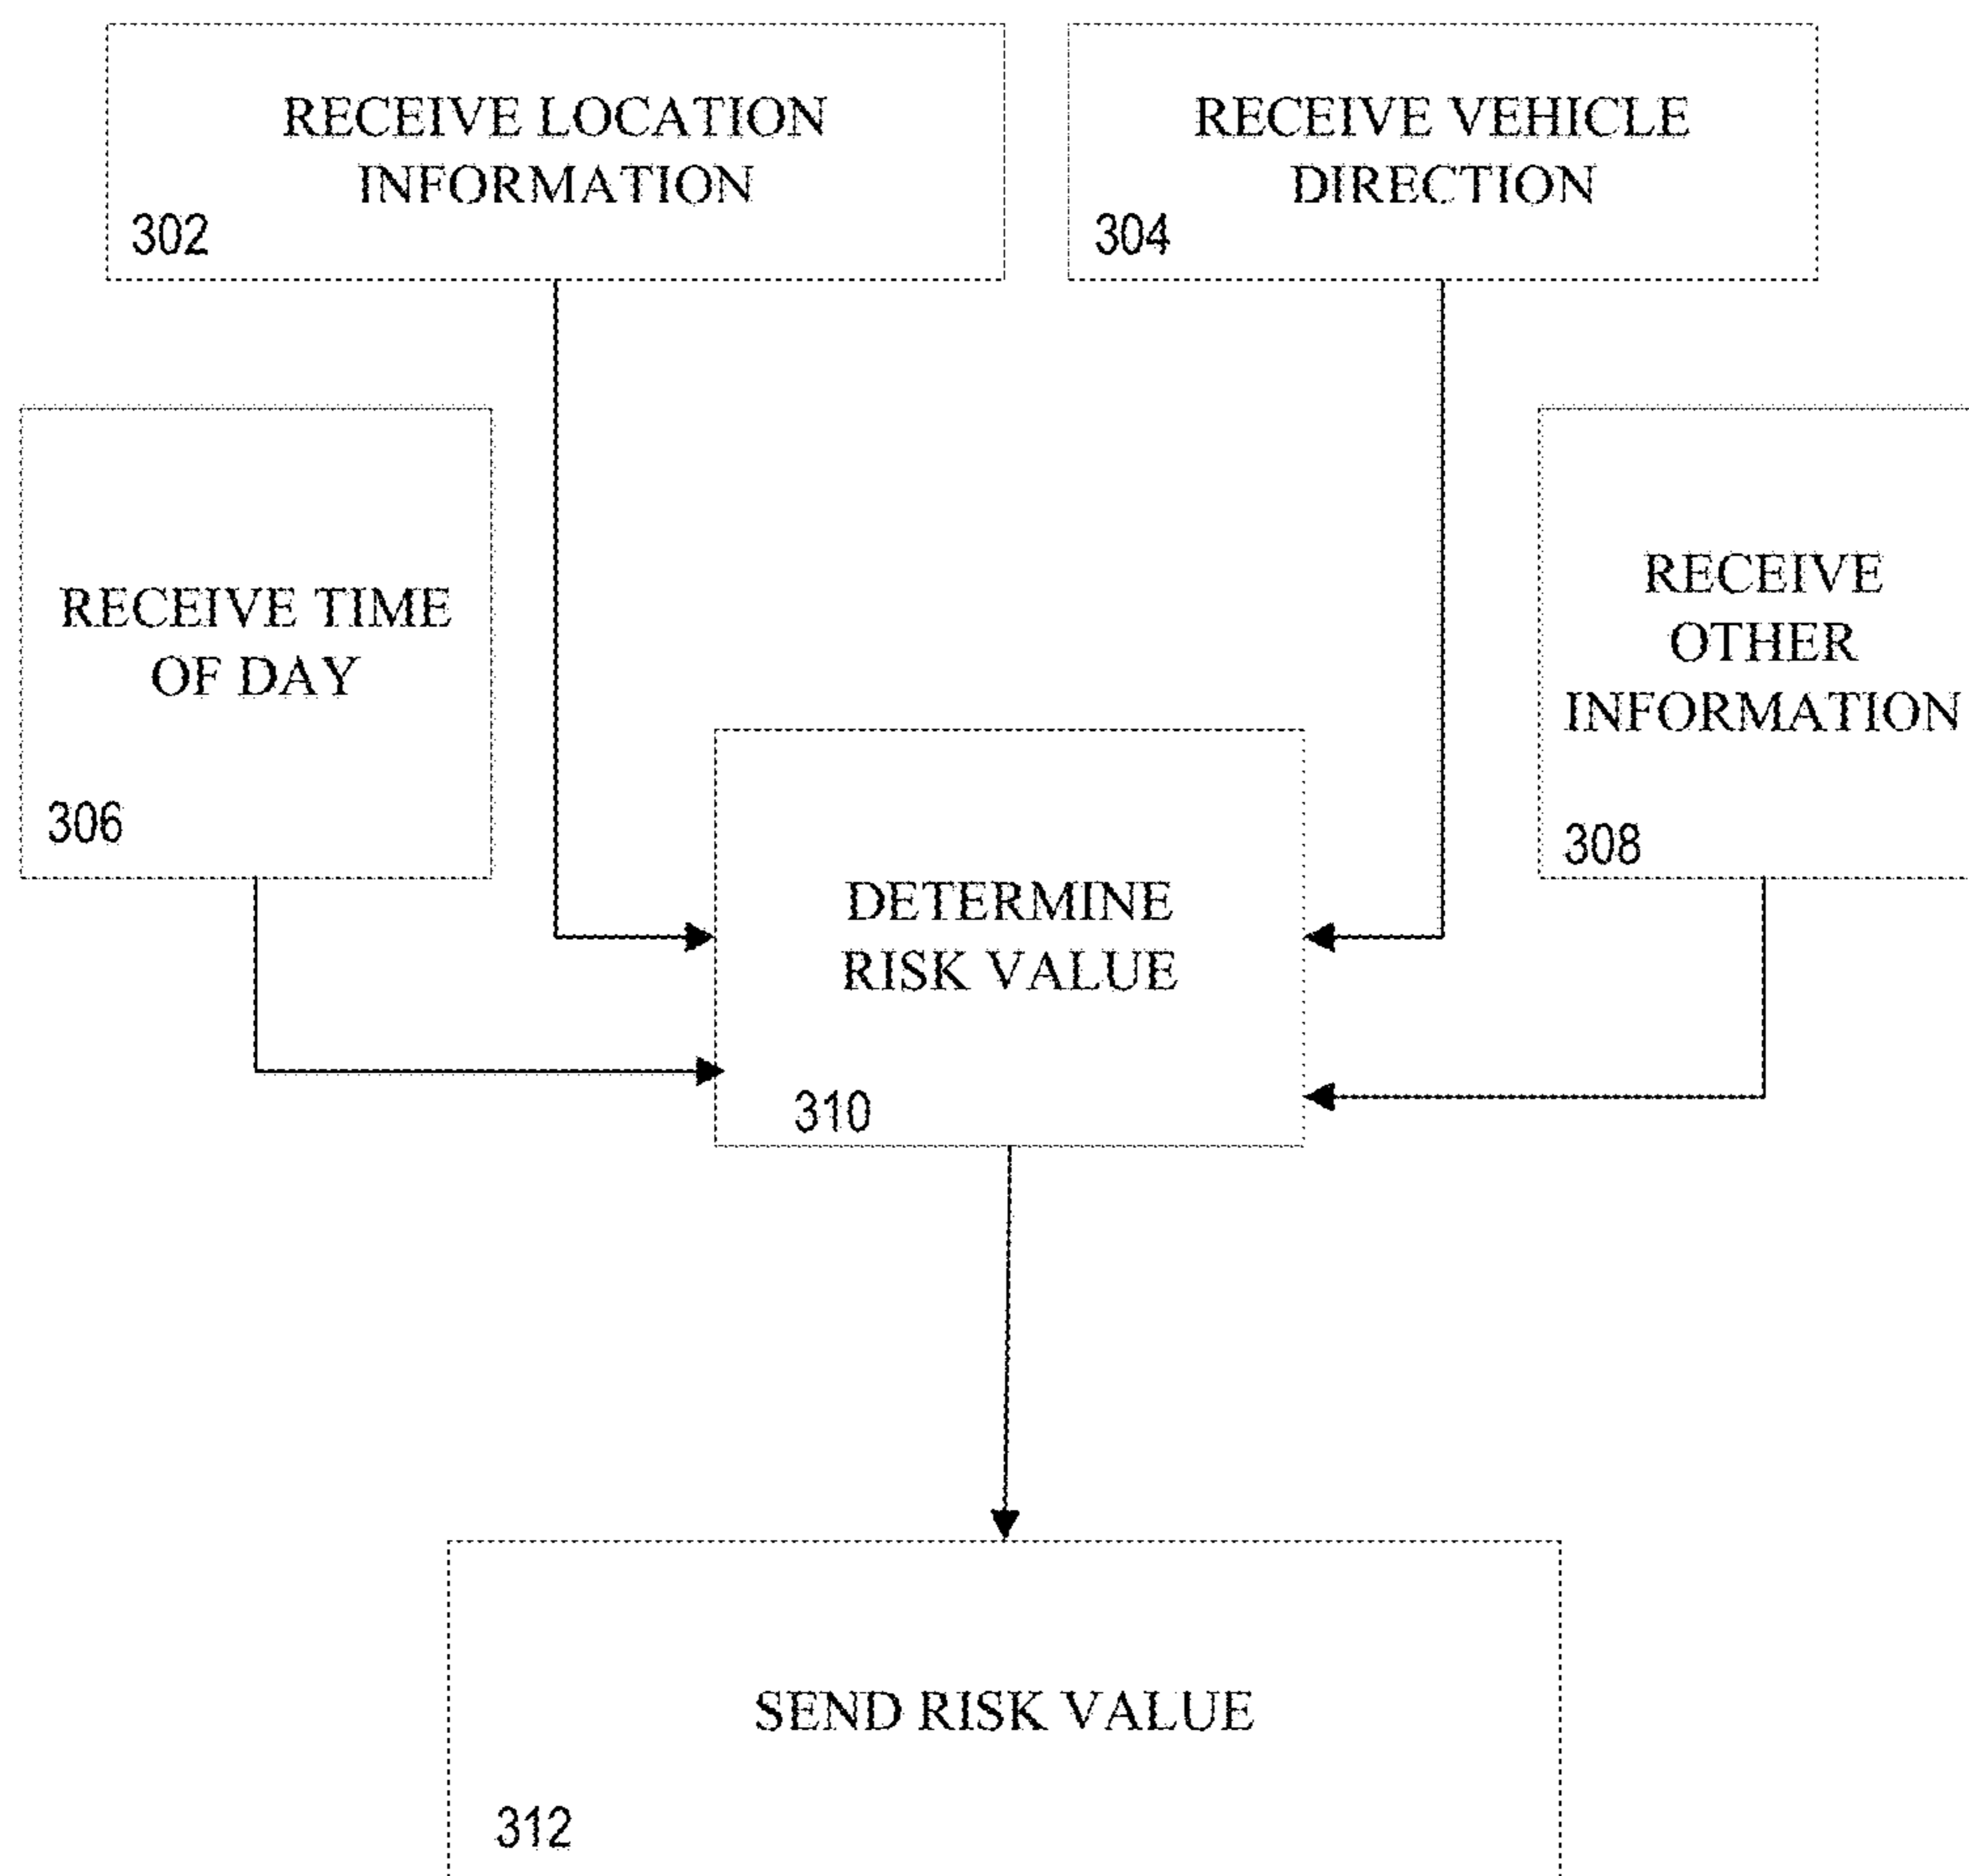 RECEIVE LOCATION
INFORMATION
302
RECEIVE VEHICLE
DIRECTION
304
RECEIVE TIME
OF DAY
306
RECEIVE
OTHER
INFORMATION
308
DETERMINE
RISK VALUE
310
SEND RISK VALUE
312